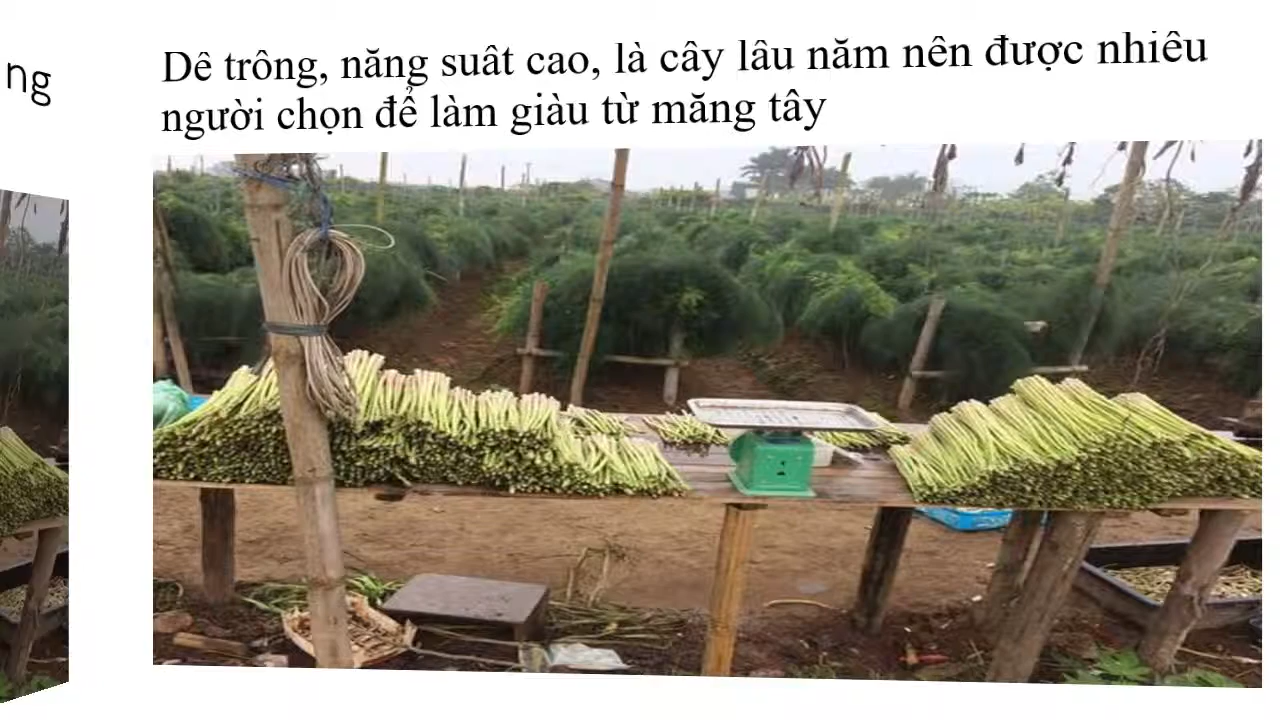 ng
Dê trông, năng suât cao, là cây lâu năm nên được nhiêu
người chọn để làm giàu từ măng tây